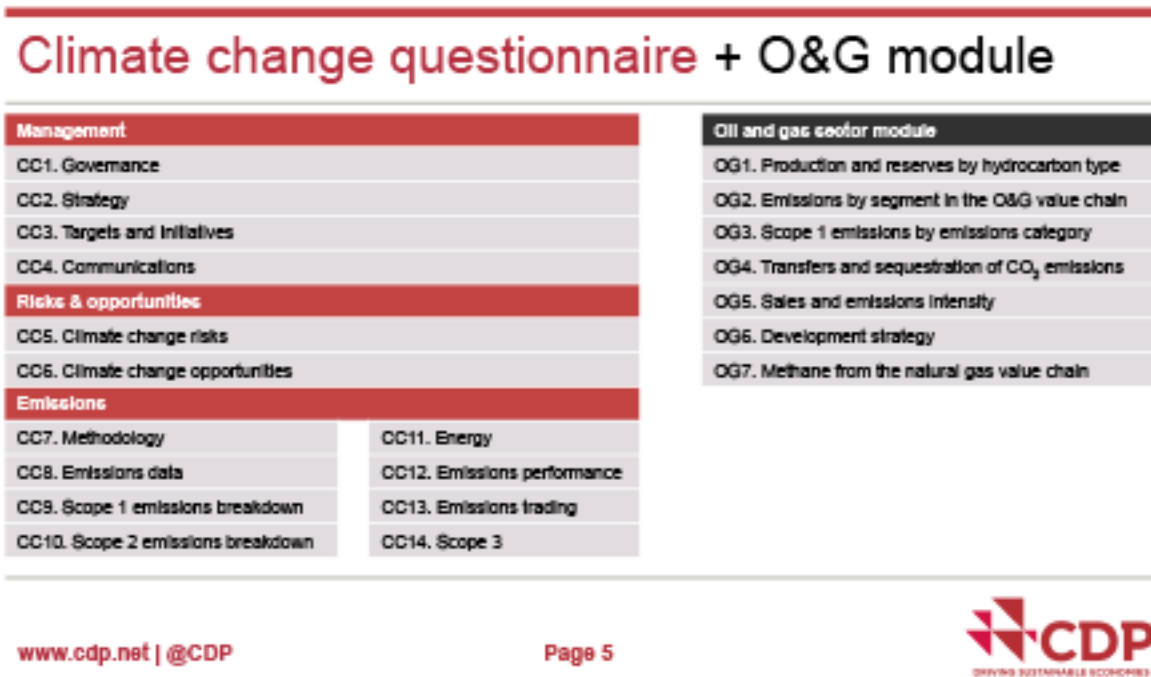 Climate change questionnaire + O&G module
Management
CC1. Governance
CC2. Strategy
CC3. Targets and initiatives
CC4. Communications
Risks & opportunities
CC5. Climate change risks
CC6. Climate change opportunities
Emissions
CC7. Methodology
CC8. Emissions data
CC9. Scope 1 emissions breakdown
CC10. Scope 2 emissions breakdown
CC11. Energy
CC12. Emissions performance
CC13. Emissions trading
CC14. Scope 3
Oil and gas sector module
OG1. Production and reserves by hydrocarbon type
OG2. Emissions by segment in the O&G value chain
OG3. Scope 1 emissions by emissions category
OG4. Transfers and sequestration of CO₂ emissions
OG5. Sales and emissions intensity
OG6. Development strategy
OG7. Methane from the natural gas value chain
www.cdp.net | @CDP
Page 5
CDP
DRIVING SUSTAINABLE ECONOMIES